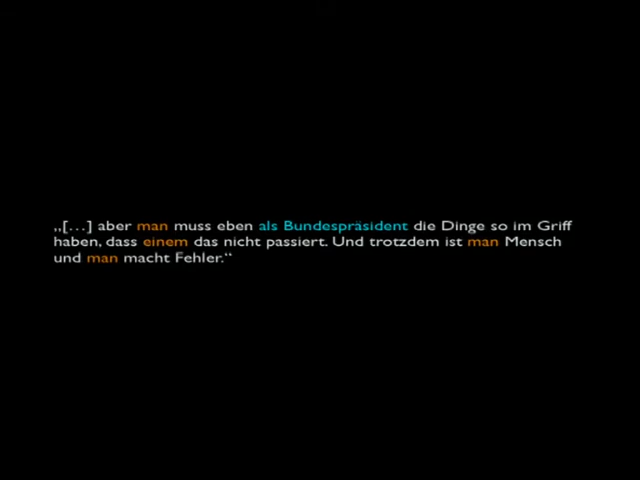 „[…] aber man muss eben als Bundespräsident die Dinge so im Griff
haben, dass einem das nicht passiert. Und trotzdem ist man Mensch
und man macht Fehler.“